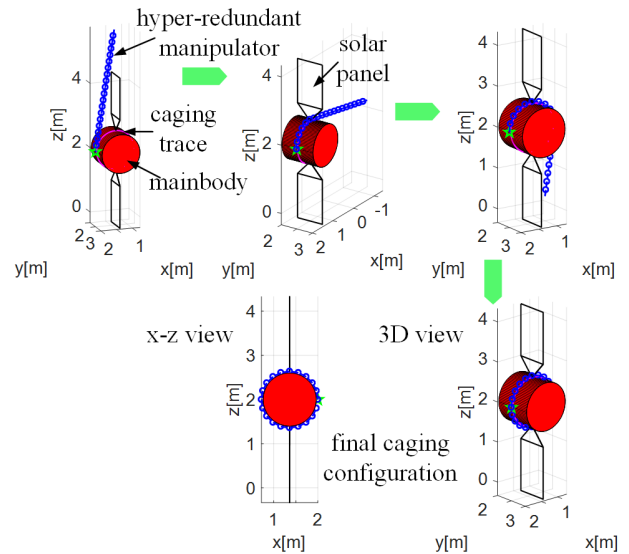 hyper-redundant
manipulator
caging
trace
mainbody
z[m]
4
2
0
2
3
2
1
y[m]
x[m]
solar
panel
z[m]
4
2
0
2
3
2
1
0
-1
y[m]
x[m]
z[m]
4
3
2
1
0
2
3
2
1
y[m]
x[m]
x-z view
z[m]
4
3
2
1
0
1
2
x[m]
3D view
final caging
configuration
z[m]
4
3
2
1
0
2
3
2
1
y[m]
x[m]